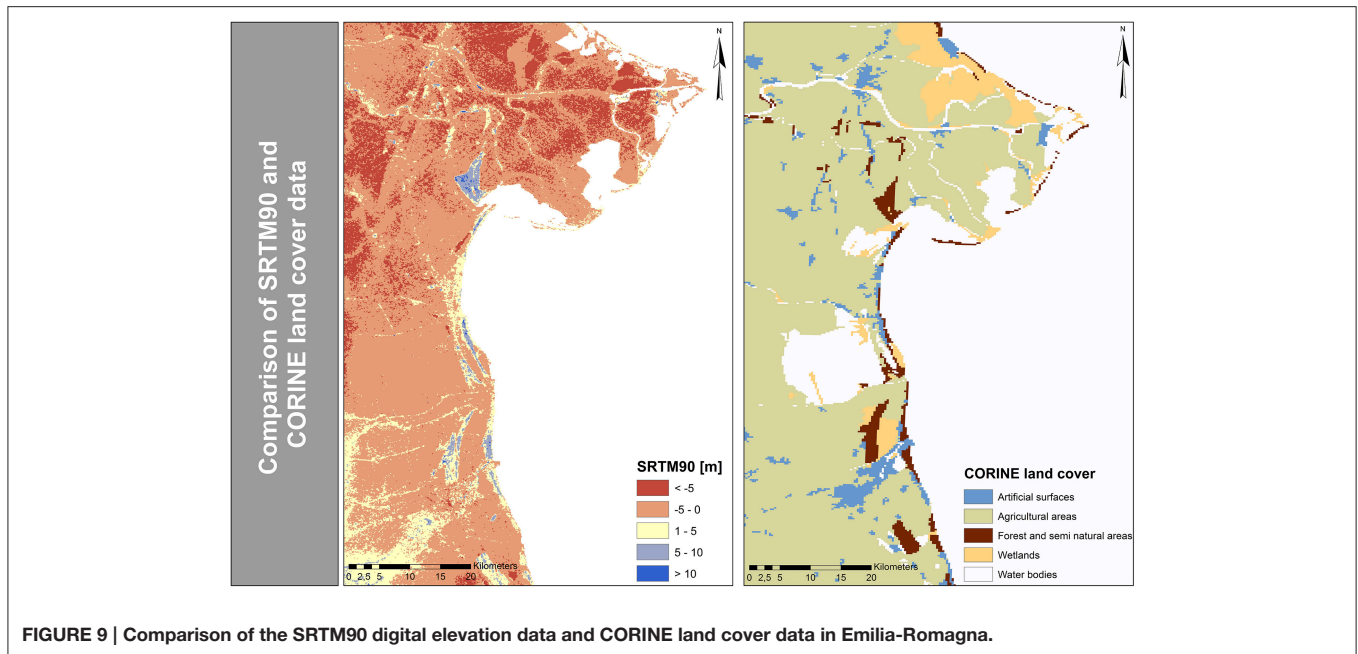 Comparison of SRTM90 and
CORINE land cover data
N
SRTM90 [m]
< -5
-5 - 0
1 - 5
5 - 10
> 10
Kilometers
0 2,5 5 10 15 20
N
CORINE land cover
Artificial surfaces
Agricultural areas
Forest and semi natural areas
Wetlands
Water bodies
Kilometers
0 2,5 5 10 15 20
FIGURE 9 | Comparison of the SRTM90 digital elevation data and CORINE land cover data in Emilia-Romagna.